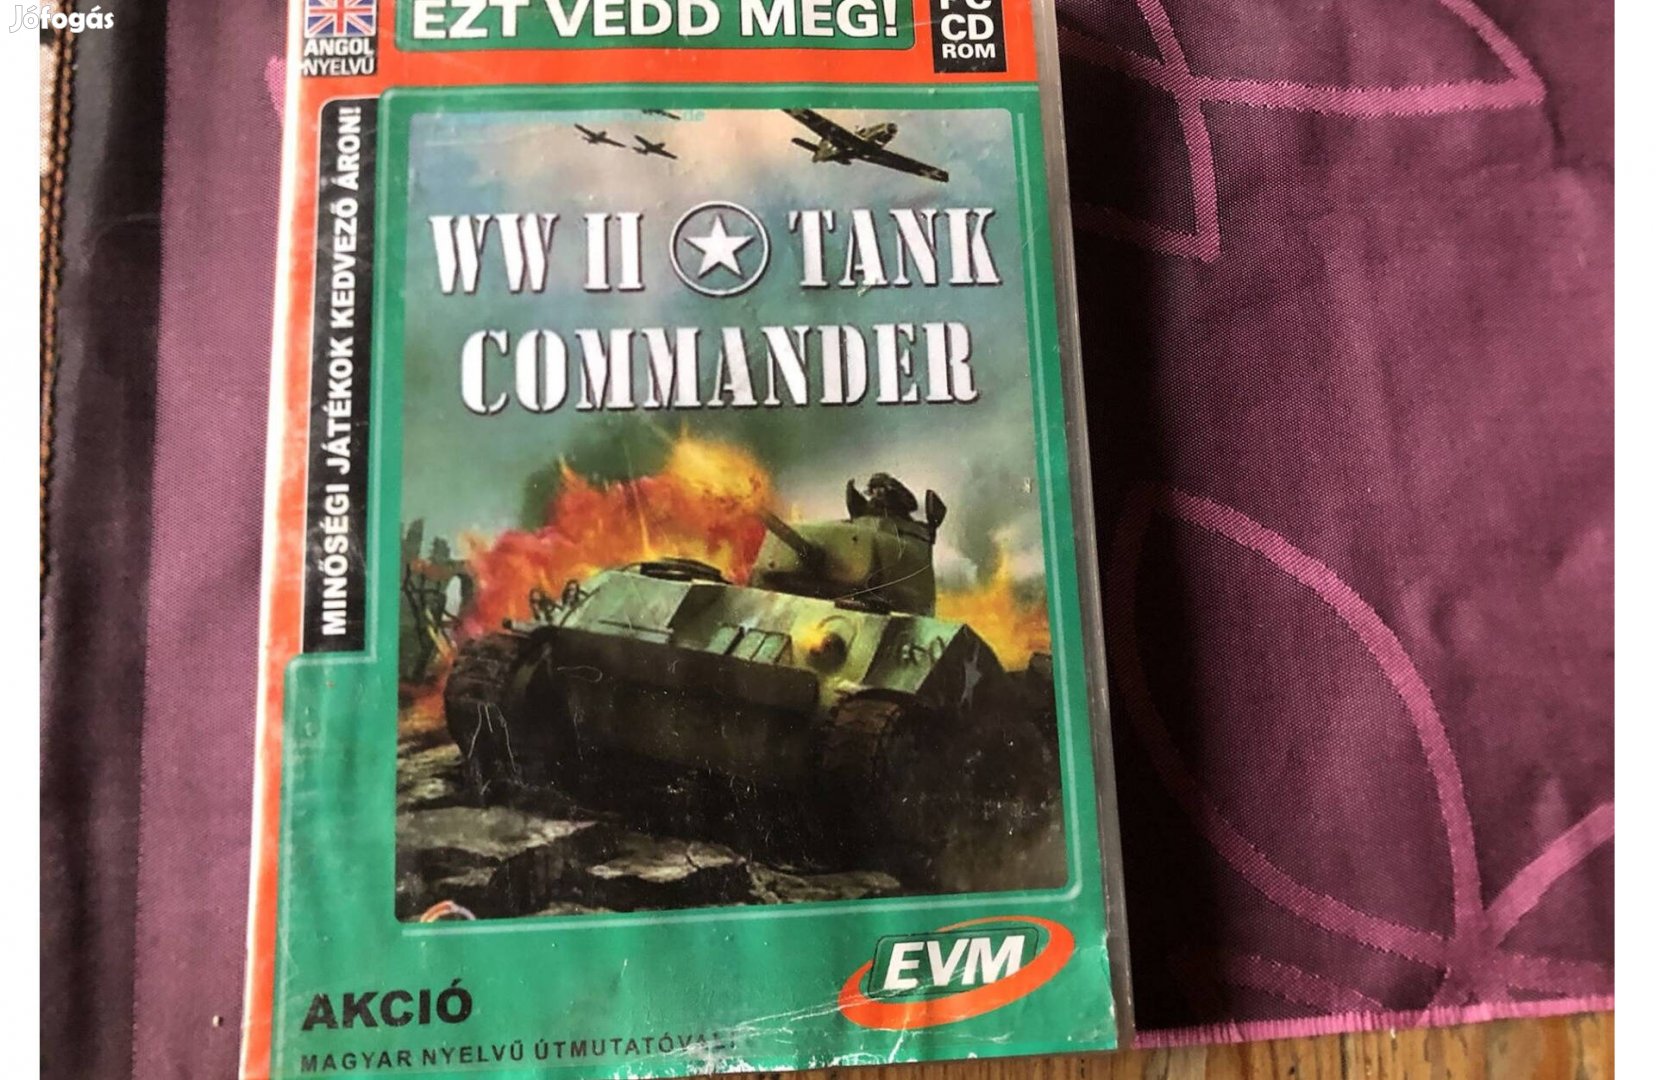 Jófogás
EZT VEDD MEG!
ANGOL
NYELVŰ
PC
CD
ROM
MINŐSÉGI JÁTÉKOK KEDVEZŐ ÁRON!
WW II TANK
COMMANDER
EVM
AKCIÓ
MAGYAR NYELVŰ ÚTMUTATÓVAL!